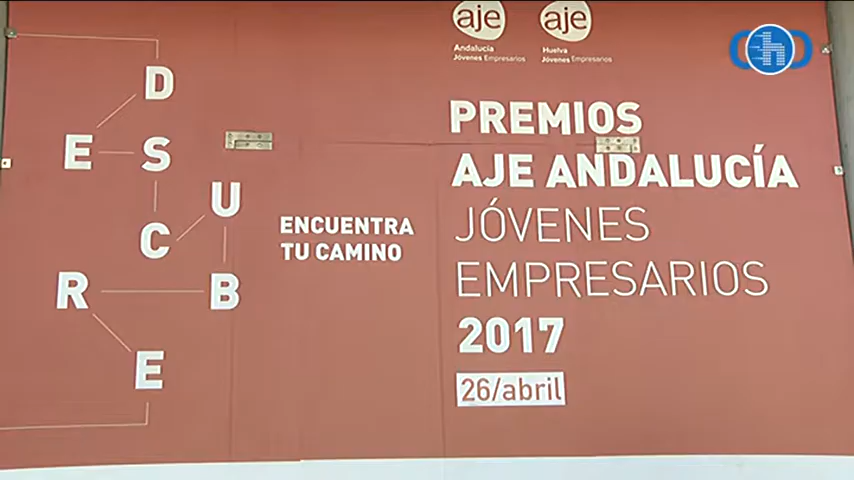 aje
Andalucía
Jóvenes Empresarios
aje
Huelva
Jóvenes Empresarios
h
D
E S
U
C
R B
E
ENCUENTRA
TU CAMINO
PREMIOS
AJE ANDALUCÍA
JÓVENES
EMPRESARIOS
2017
26/abril